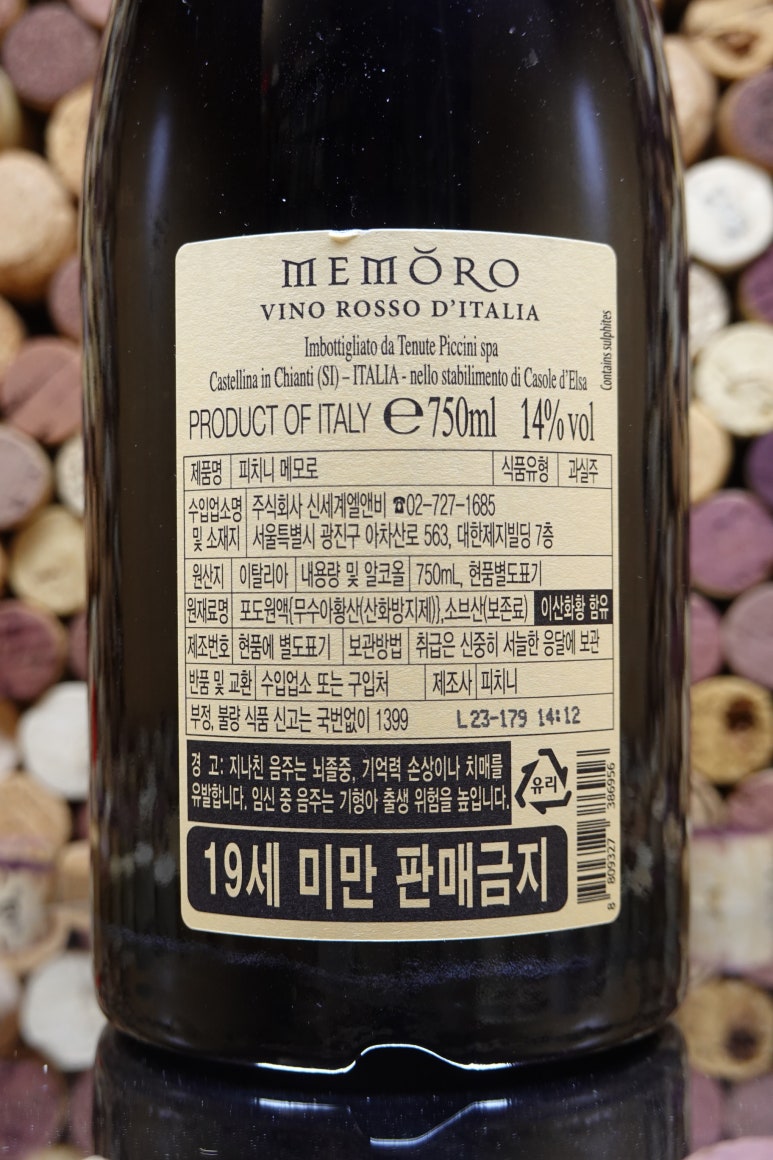 MEMŎRO
VINO ROSSO D'ITALIA
Imbottigliato da Tenute Piccini spa
Castellina in Chianti (SI) – ITALIA - nello stabilimento di Casole d'Elsa
Contains sulphites
PRODUCT OF ITALY ℮ 750ml 14% vol
제품명 피치니 메모로 식품유형 과실주
수입업소명 주식회사 신세계엘앤비 ☎02-727-1685
및 소재지 서울특별시 광진구 아차산로 563, 대한제지빌딩 7층
원산지 이탈리아 내용량 및 알코올 750mL, 현품별도표기
원재료명 포도원액{무수아황산(산화방지제)},소브산(보존료) 이산화황 함유
제조번호 현품에 별도표기 보관방법 취급은 신중히 서늘한 응달에 보관
반품 및 교환 수입업소 또는 구입처 제조사 피치니
부정, 불량 식품 신고는 국번없이 1399 L23-179 14:12
경 고: 지나친 음주는 뇌졸중, 기억력 손상이나 치매를
유발합니다. 임신 중 음주는 기형아 출생 위험을 높입니다.
유리
19세 미만 판매금지
8 809327 386956